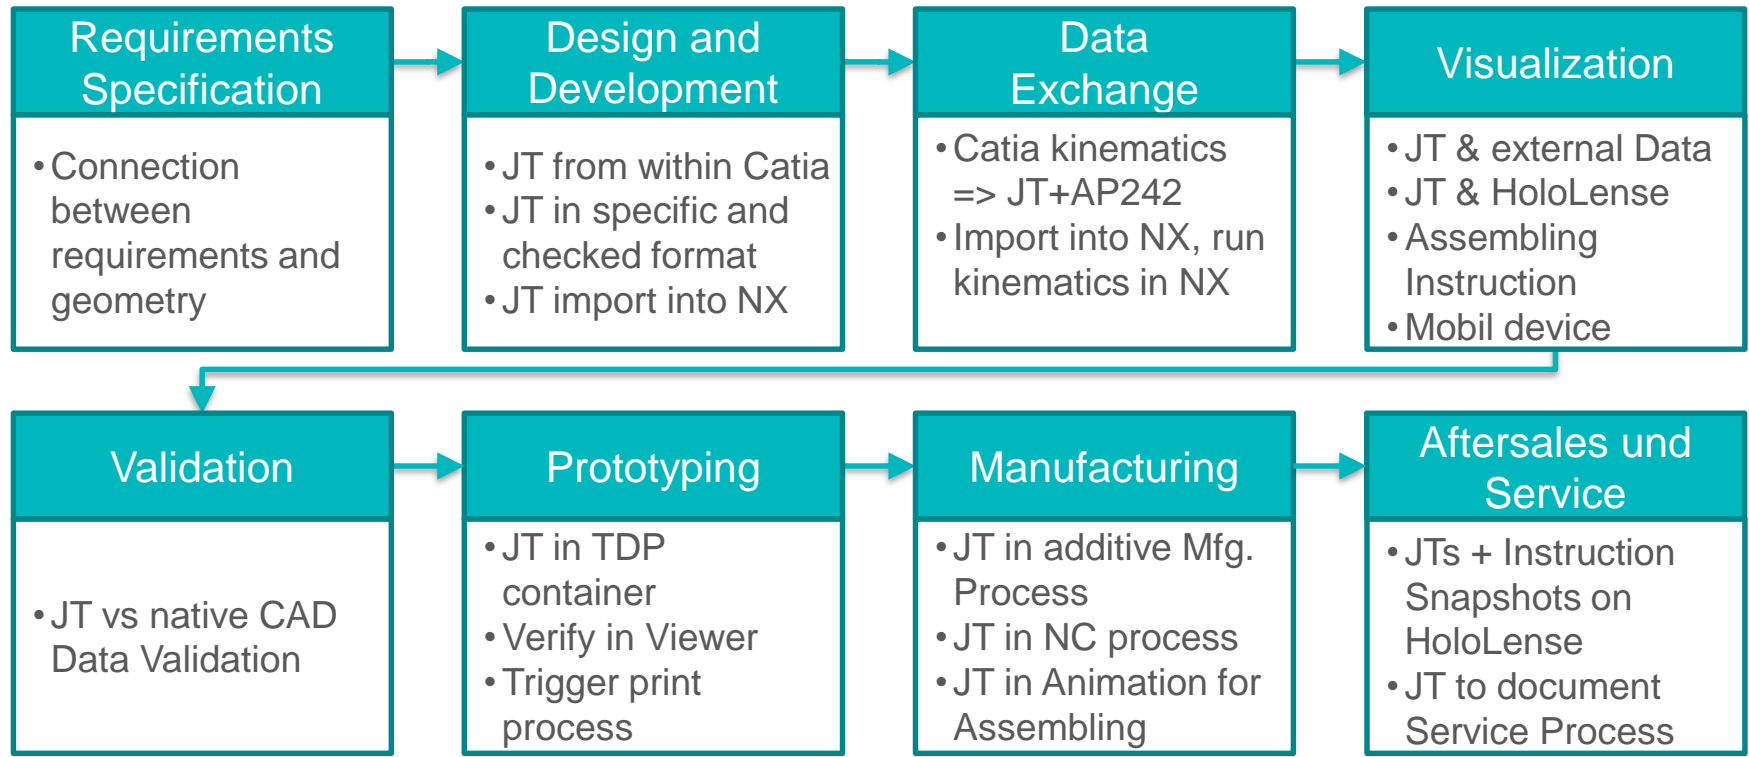 Requirements
Specification
• Connection
between
requirements and
geometry
Design and
Development
• JT from within Catia
• JT in specific and
checked format
• JT import into NX
Data
Exchange
• Catia kinematics
=> JT+AP242
• Import into NX, run
kinematics in NX
Visualization
• JT & external Data
• JT & HoloLense
• Assembling
Instruction
• Mobil device
Validation
• JT vs native CAD
Data Validation
Prototyping
• JT in TDP
container
• Verify in Viewer
• Trigger print
process
Manufacturing
• JT in additive Mfg.
Process
• JT in NC process
• JT in Animation for
Assembling
Aftersales und
Service
• JTs + Instruction
Snapshots on
HoloLense
• JT to document
Service Process